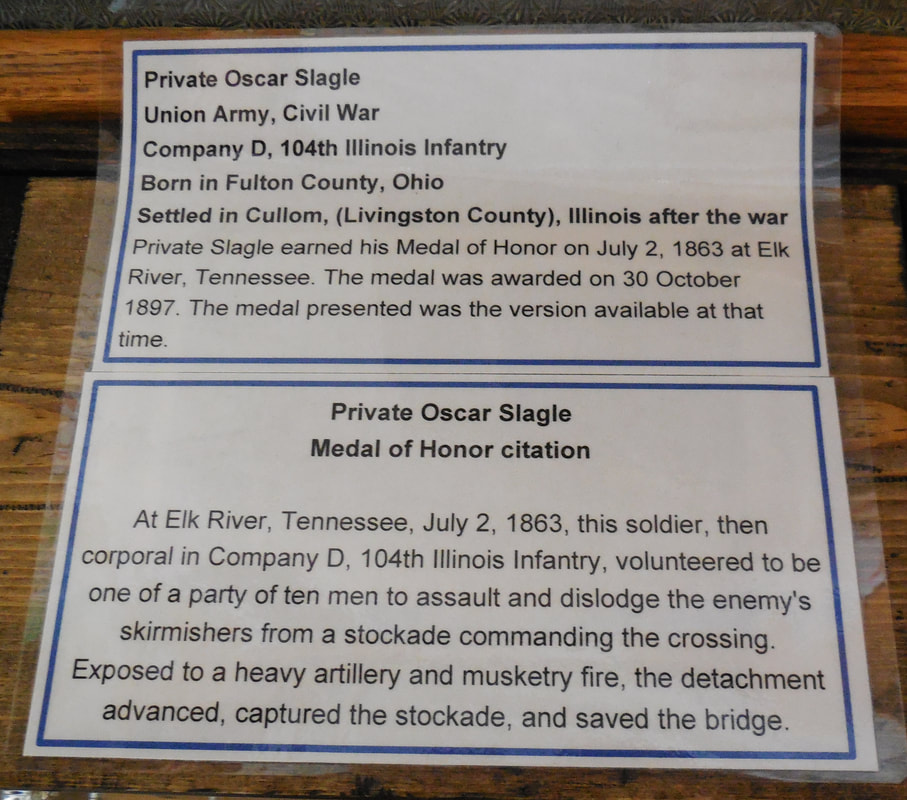 Private Oscar Slagle
Union Army, Civil War
Company D, 104th Illinois Infantry
Born in Fulton County, Ohio
Settled in Cullom, (Livingston County), Illinois after the war
Private Slagle earned his Medal of Honor on July 2, 1863 at Elk
River, Tennessee. The medal was awarded on 30 October
1897. The medal presented was the version available at that
time.
Private Oscar Slagle
Medal of Honor citation
At Elk River, Tennessee, July 2, 1863, this soldier, then
corporal in Company D, 104th Illinois Infantry, volunteered to be
one of a party of ten men to assault and dislodge the enemy's
skirmishers from a stockade commanding the crossing.
Exposed to a heavy artillery and musketry fire, the detachment
advanced, captured the stockade, and saved the bridge.